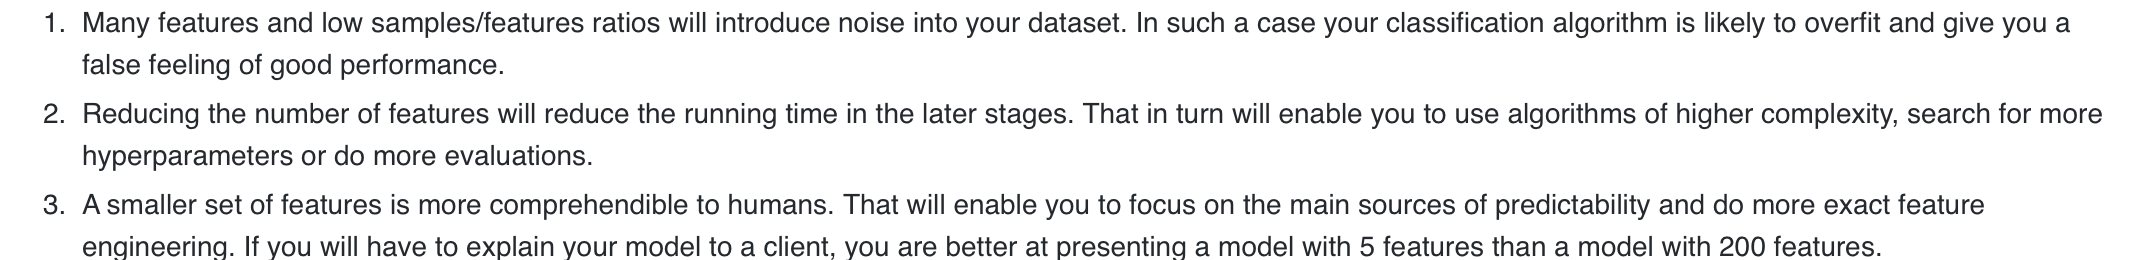 1. Many features and low samples/features ratios will introduce noise into your dataset. In such a case your classification algorithm is likely to overfit and give you a
false feeling of good performance.
2. Reducing the number of features will reduce the running time in the later stages. That in turn will enable you to use algorithms of higher complexity, search for more
hyperparameters or do more evaluations.
3. A smaller set of features is more comprehendible to humans. That will enable you to focus on the main sources of predictability and do more exact feature
engineering. If you will have to explain your model to a client, you are better at presenting a model with 5 features than a model with 200 features.